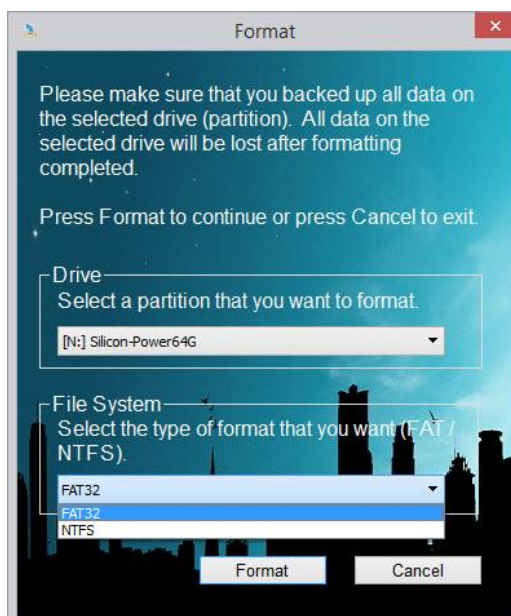 Format
Please make sure that you backed up all data on
the selected drive (partition).  All data on the
selected drive will be lost after formatting
completed.
Press Format to continue or press Cancel to exit.
Drive
Select a partition that you want to format.
[N:] Silicon-Power64G
File System
Select the type of format that you want (FAT /
NTFS).
FAT32
FAT32
NTFS
Format Cancel